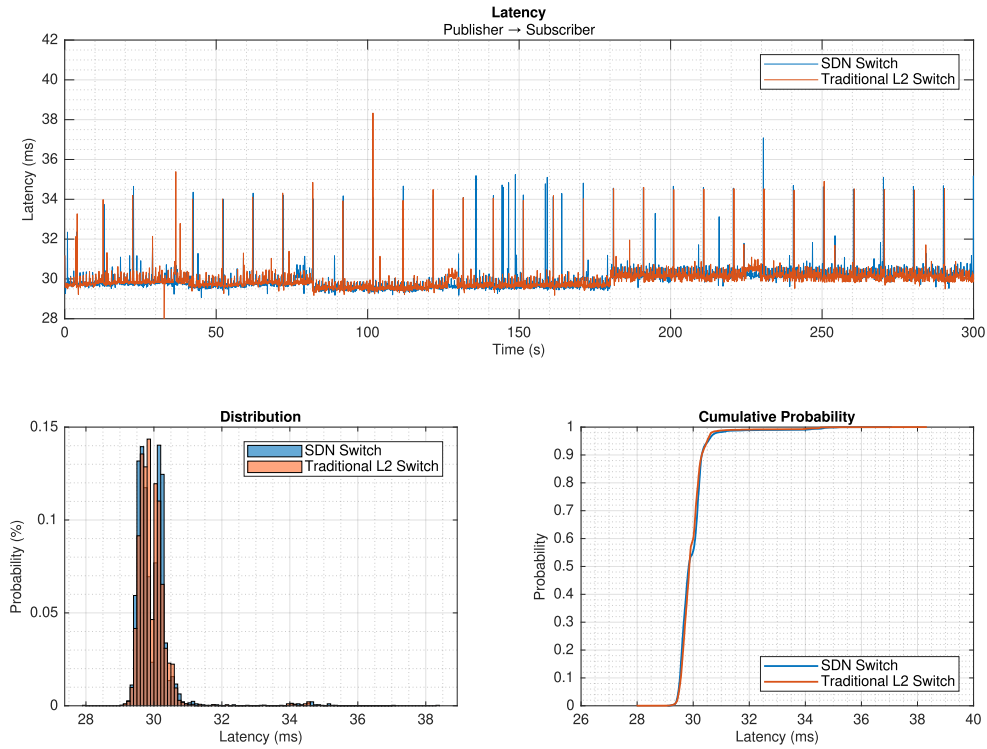 Latency
Publisher → Subscriber
42
40
38
36
34
32
30
28
Latency (ms)
SDN Switch
Traditional L2 Switch
0
50
100
150
200
250
300
Time (s)
Distribution
0.15
0.1
0.05
0
Probability (%)
SDN Switch
Traditional L2 Switch
28
30
32
34
36
38
Latency (ms)
Cumulative Probability
1
0.9
0.8
0.7
0.6
0.5
0.4
0.3
0.2
0.1
0
Probability
SDN Switch
Traditional L2 Switch
26
28
30
32
34
36
38
40
Latency (ms)